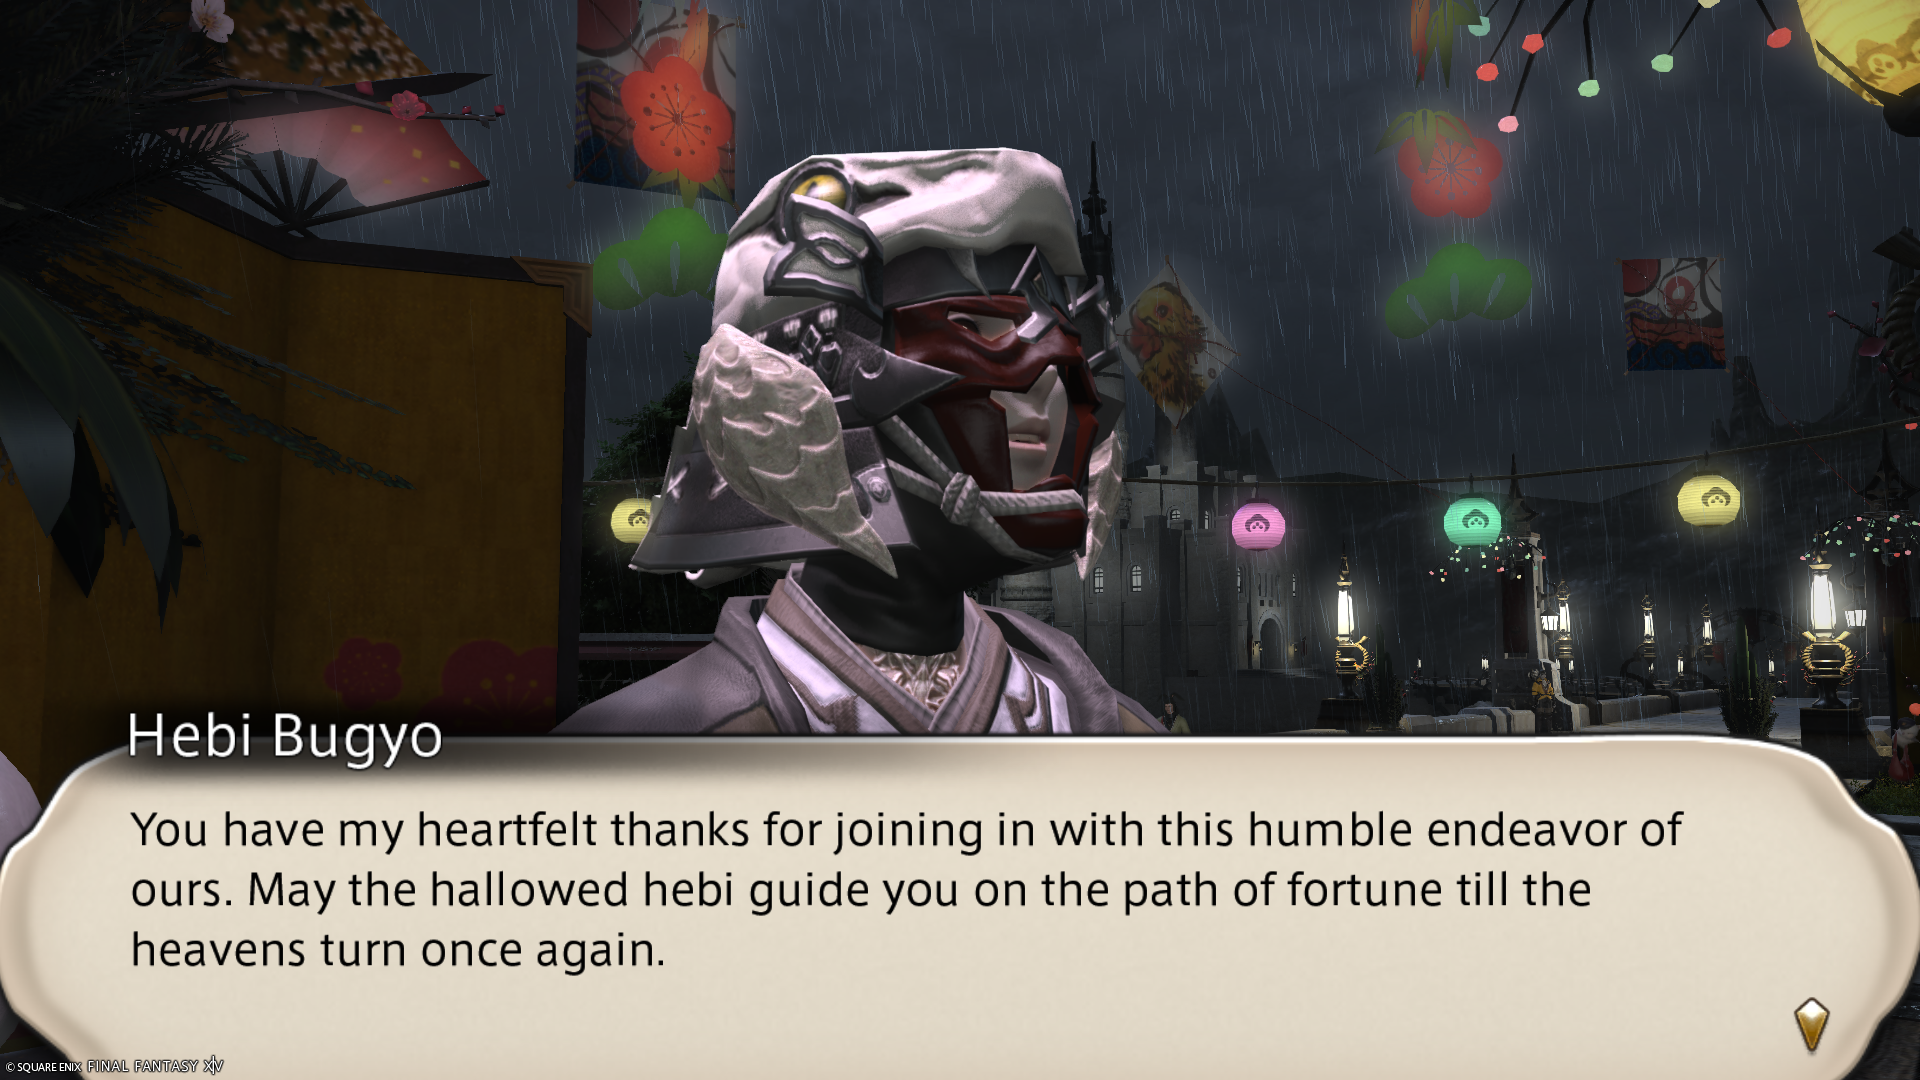 Hebi Bugyo
You have my heartfelt thanks for joining in with this humble endeavor of
ours. May the hallowed hebi guide you on the path of fortune till the
heavens turn once again.
© SQUARE ENIX FINAL FANTASY XIV